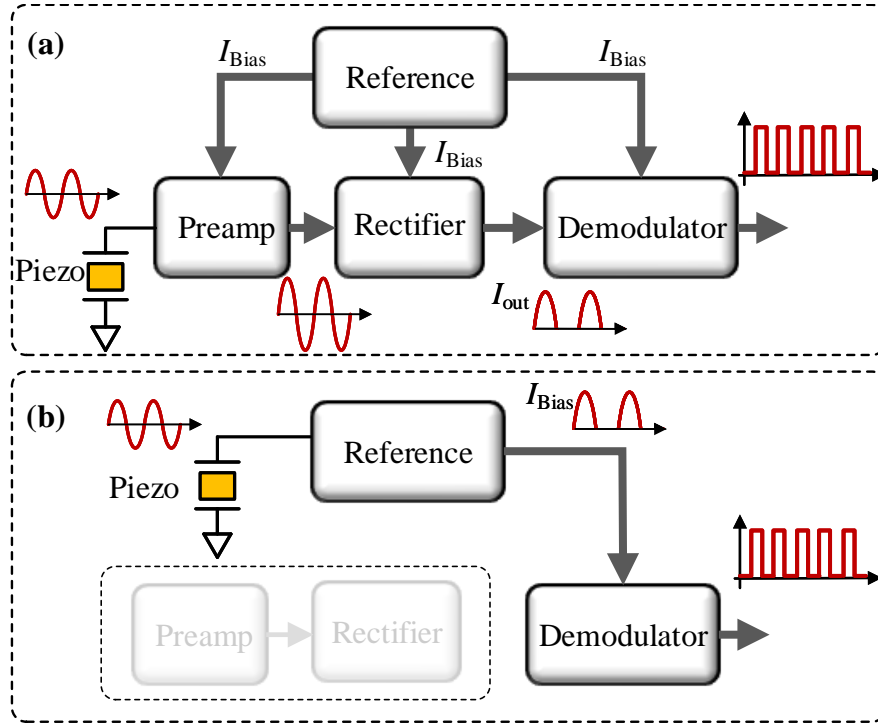 (a)
I_Bias
Reference
I_Bias
I_Bias
Preamp
Rectifier
Demodulator
Piezo
I_out
(b)
I_Bias
Reference
Piezo
Preamp
Rectifier
Demodulator